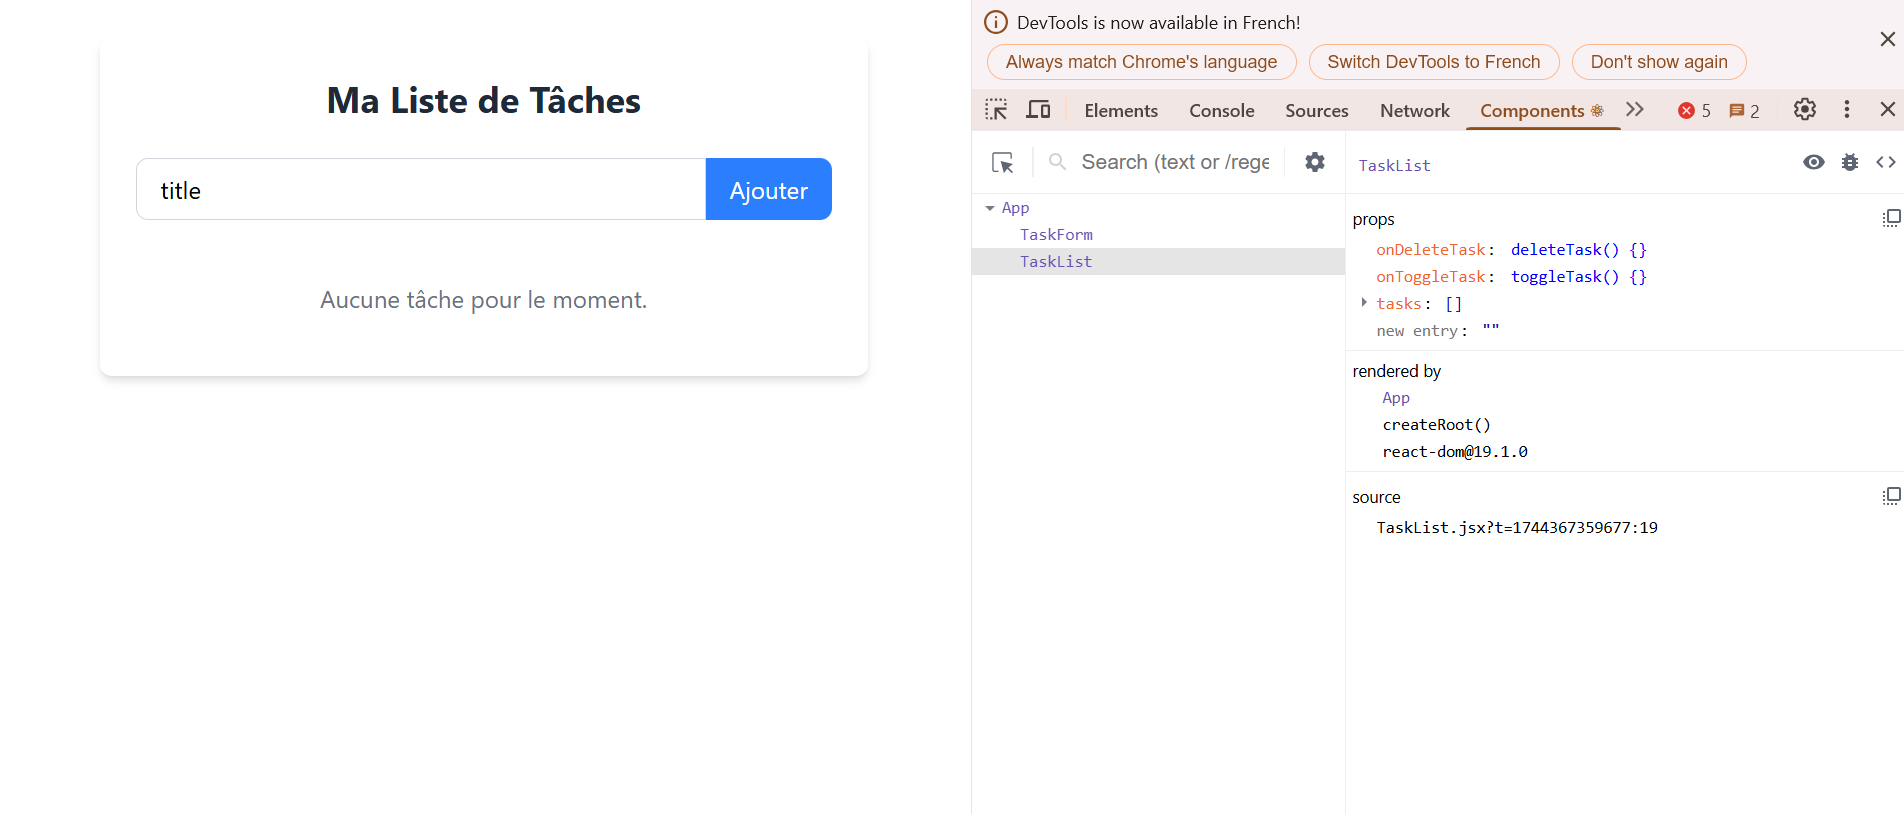 Ma Liste de Tâches
title
Ajouter
Aucune tâche pour le moment.
DevTools is now available in French!
Always match Chrome's language
Switch DevTools to French
Don't show again
Elements
Console
Sources
Network
Components
5
2
Search (text or /rege
App
TaskForm
TaskList
TaskList
props
onDeleteTask: deleteTask() {}
onToggleTask: toggleTask() {}
tasks: []
new entry: ""
rendered by
App
createRoot()
react-dom@19.1.0
source
TaskList.jsx?t=1744367359677:19